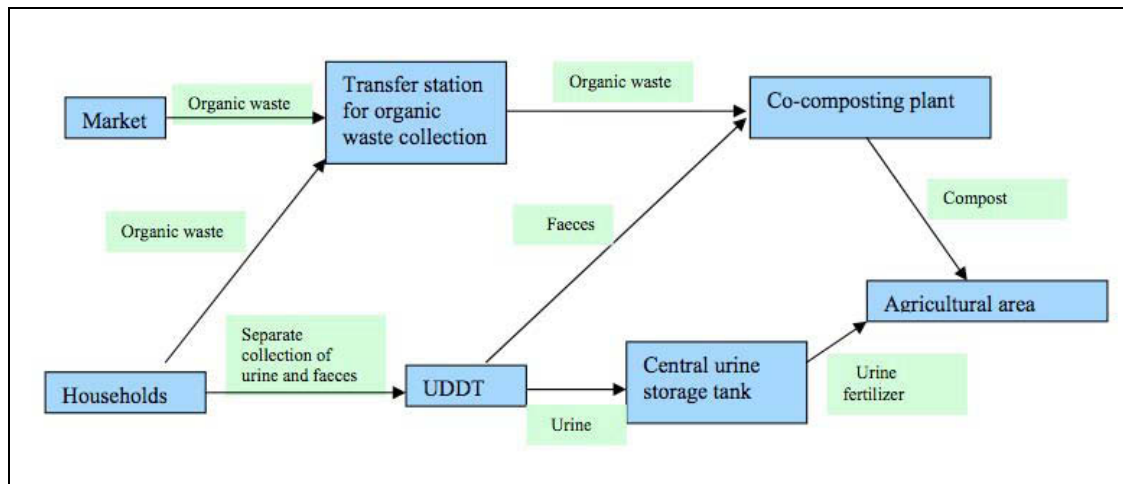 Organic waste
Market
Transfer station
for organic
waste collection
Organic waste
Co-composting plant
Organic waste
Faeces
Compost
Agricultural area
Households
Separate
collection of
urine and faeces
UDDT
Urine
Central urine
storage tank
Urine
fertilizer